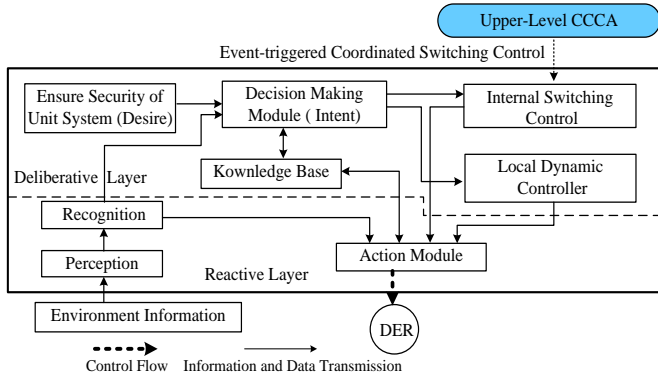 Upper-Level CCCA
Event-triggered Coordinated Switching Control
Ensure Security of
Unit System (Desire)
Decision Making
Module ( Intent)
Internal Switching
Control
Kownledge Base
Local Dynamic
Controller
Deliberative Layer
Recognition
Perception
Action Module
Reactive Layer
Environment Information
DER
Control Flow
Information and Data Transmission